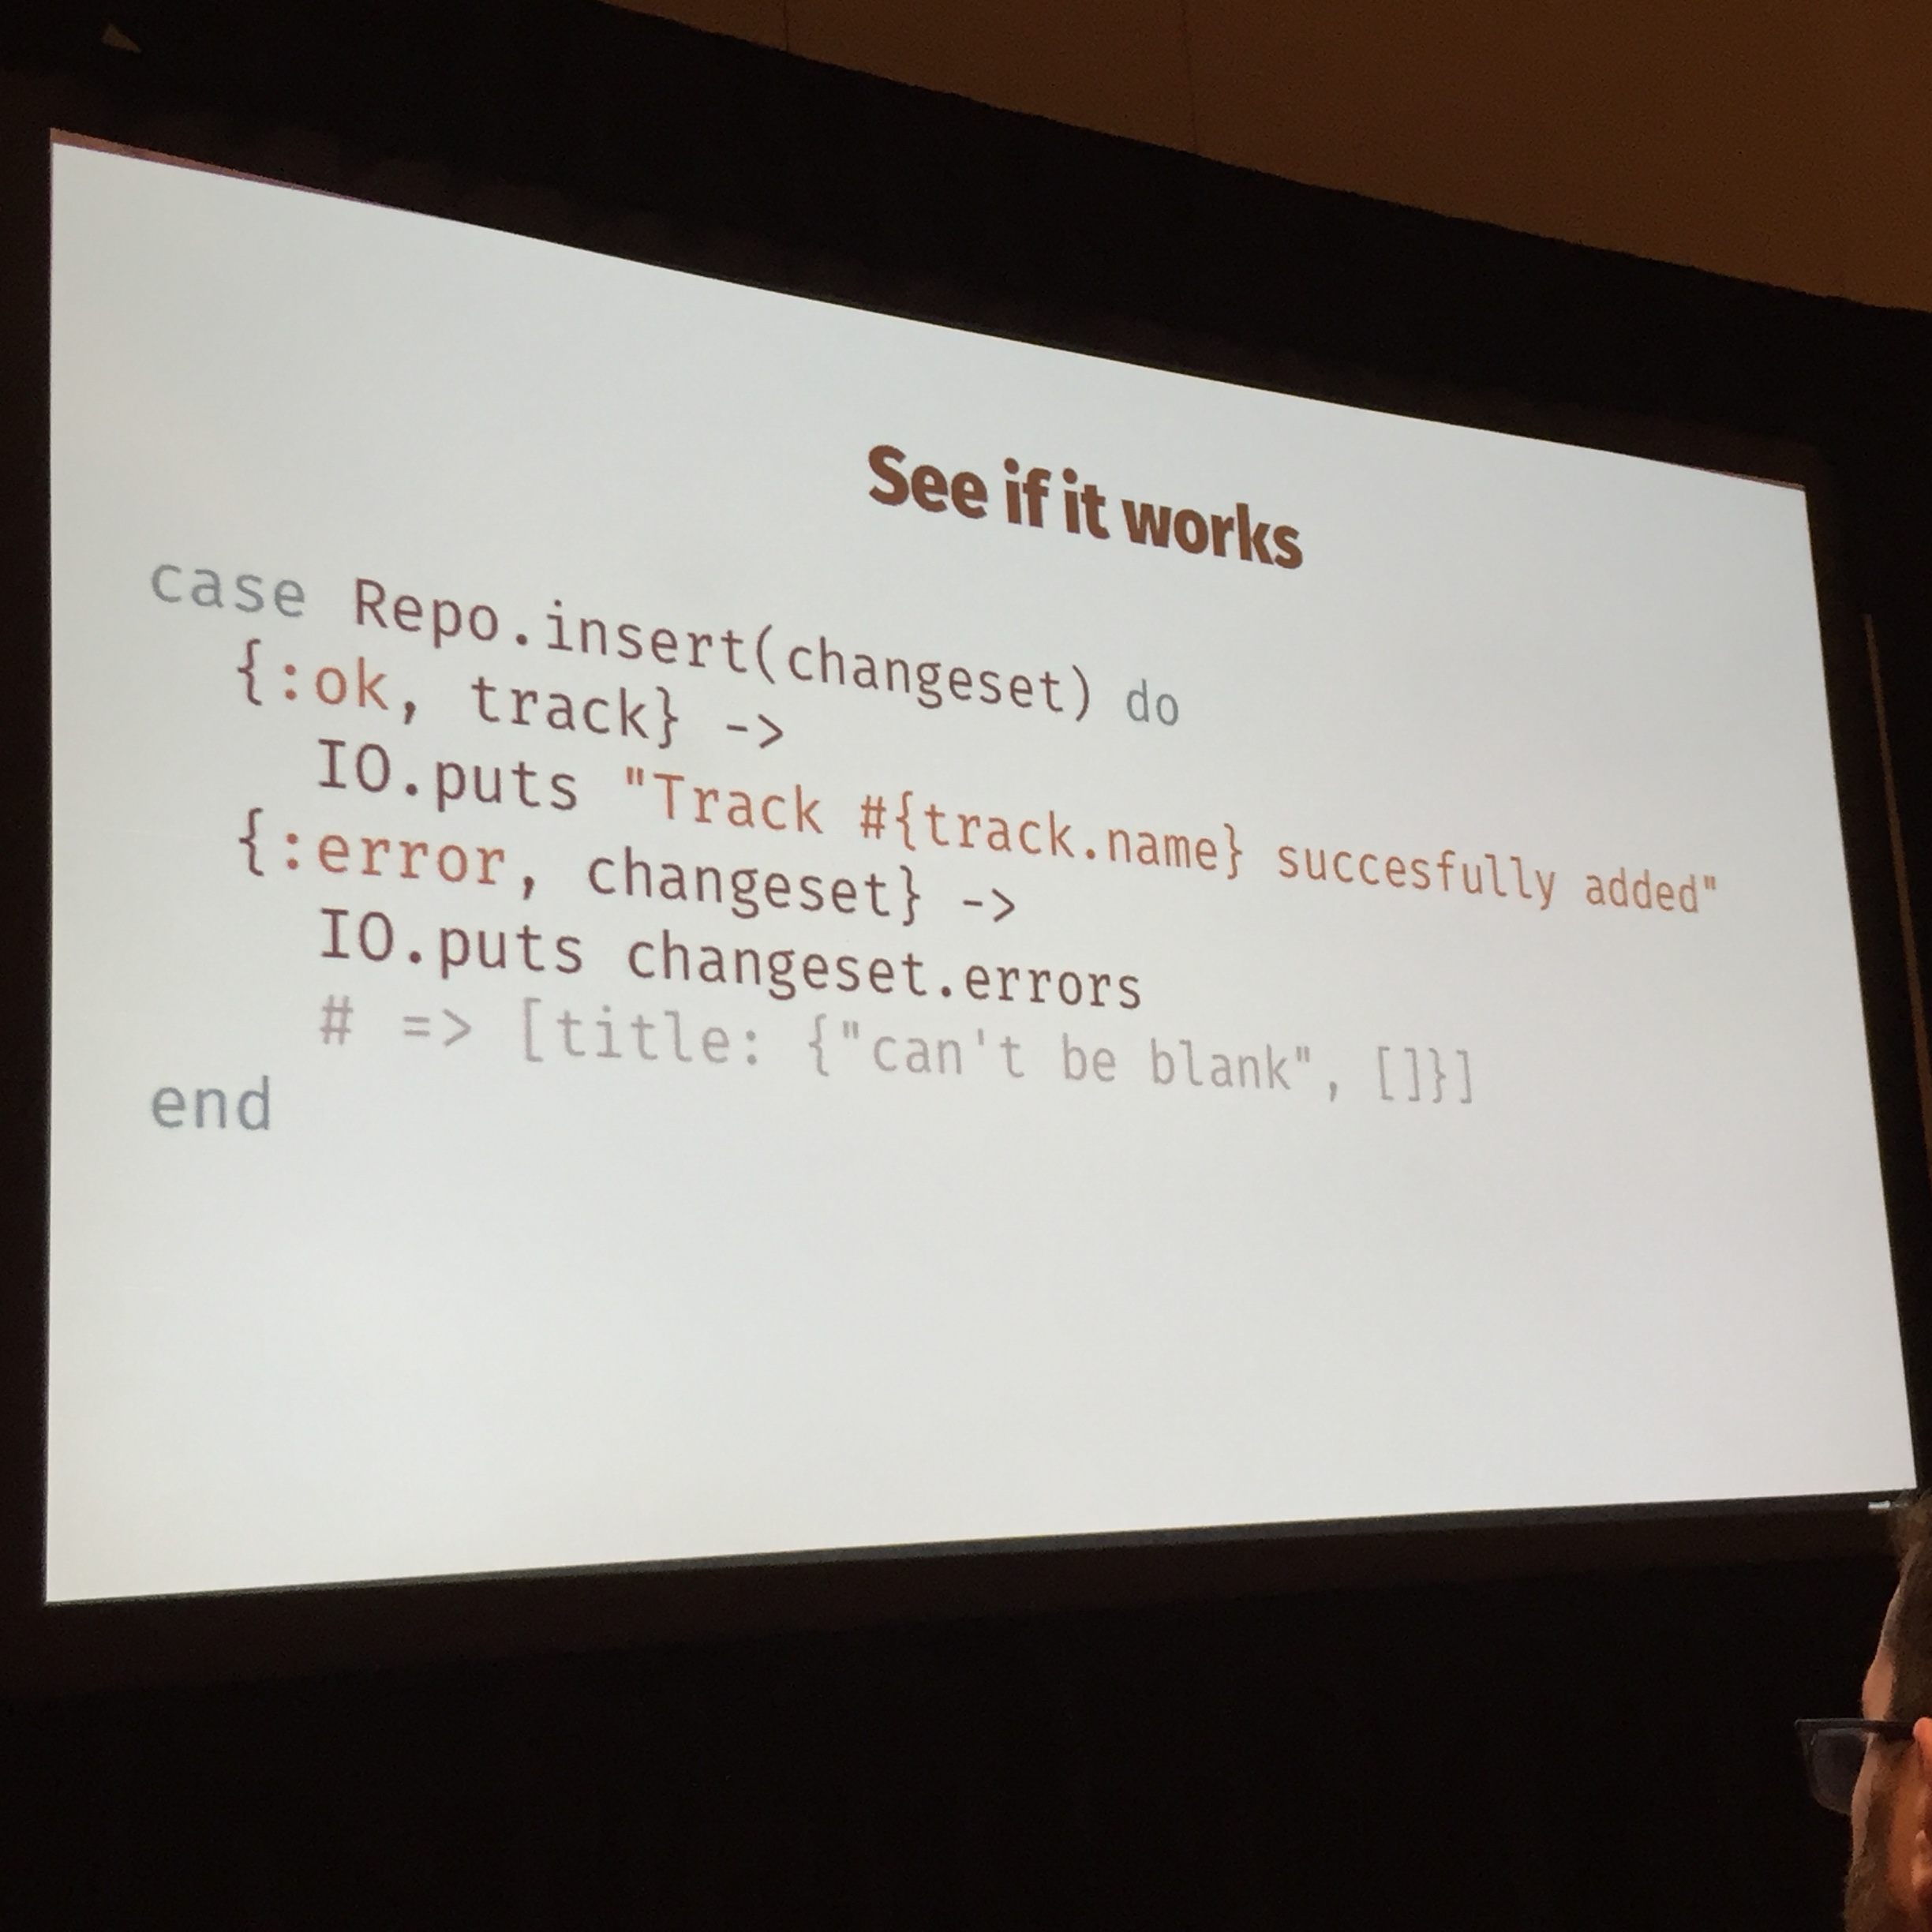 See if it works
case Repo.insert(changeset) do
  {:ok, track} ->
    IO.puts "Track #{track.name} succesfully added"
  {:error, changeset} ->
    IO.puts changeset.errors
    # => [title: {"can't be blank", []}]
end